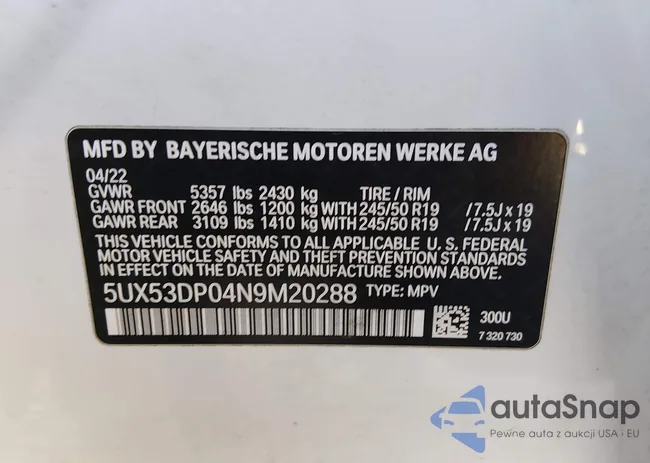 MFD BY BAYERISCHE MOTOREN WERKE AG
04/22
GVWR 5357 lbs 2430 kg TIRE / RIM
GAWR FRONT 2646 lbs 1200 kg WITH 245/50 R19 /7.5J x 19
GAWR REAR 3109 lbs 1410 kg WITH 245/50 R19 /7.5J x 19
THIS VEHICLE CONFORMS TO ALL APPLICABLE U. S. FEDERAL
MOTOR VEHICLE SAFETY AND THEFT PREVENTION STANDARDS
IN EFFECT ON THE DATE OF MANUFACTURE SHOWN ABOVE.
5UX53DP04N9M20288 TYPE: MPV
300U
7 320 730
autaSnap
Pewne auta z aukcji USA - EU